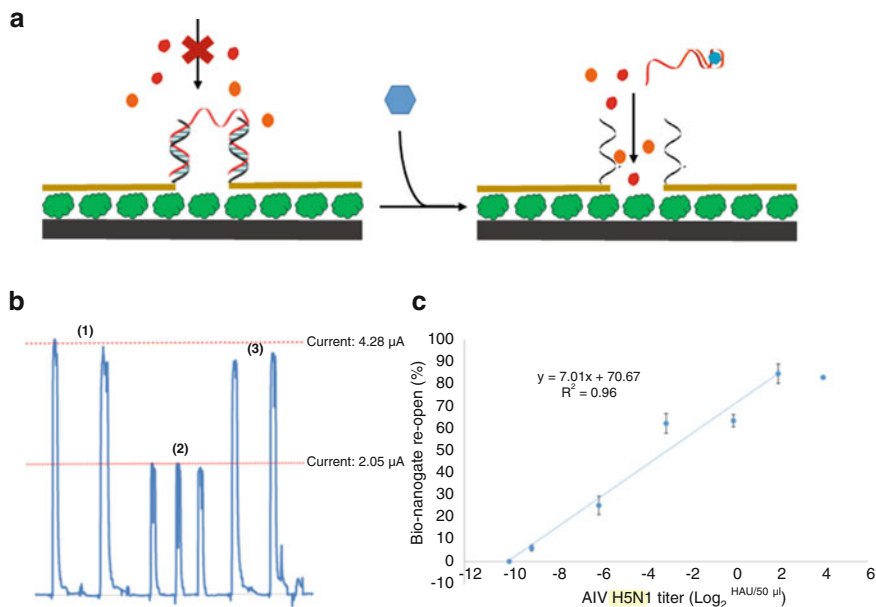 a
b
(1)
(3)
Current: 4.28 µA
(2)
Current: 2.05 µA
c
Bio-nanogate re-open (%)
100
90
80
70
60
50
40
30
20
10
0
-10
y = 7.01x + 70.67
R² = 0.96
-12 -10 -8 -6 -4 -2 0 2 4 6
AIV H5N1 titer (Log₂ HAU/50 µl)